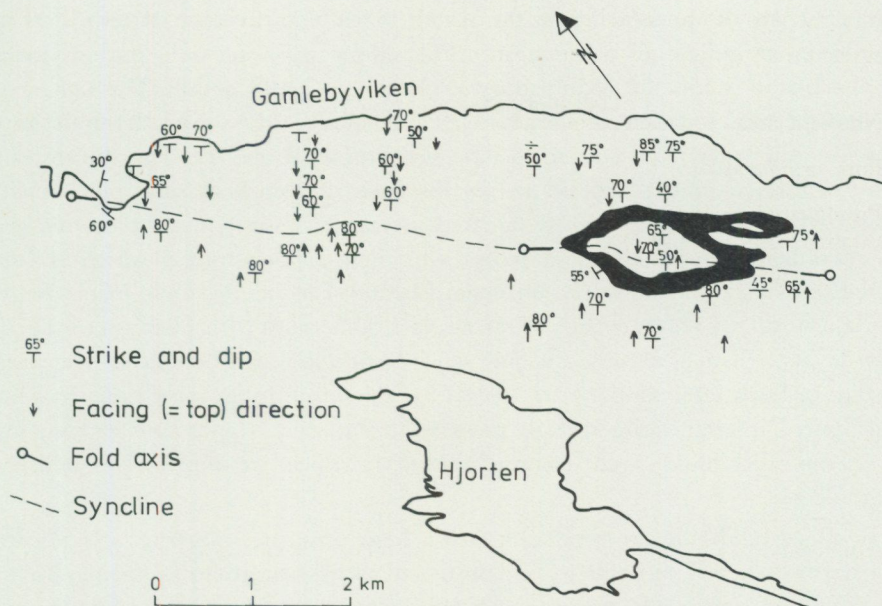 N
Gamlebyviken
70°
60° 70° 50°
÷
50° 75° 85° 75°
30° 70° 60°
65° 70° 60° 70° 40°
60°
60° 80° 80° 65° 75°
80° 70° 70° 50°
80° 55° 80° 45° 65°
70°
80° 70°
65° Strike and dip
Facing (= top) direction
Fold axis
Syncline
Hjorten
0 1 2 km